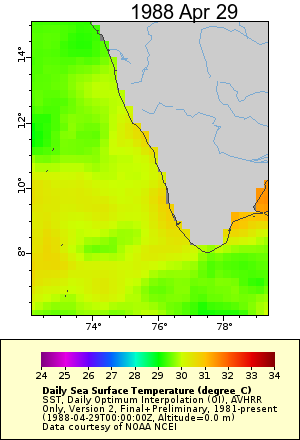 1988 Apr 29
14°
12°
10°
8°
74°
76°
78°
24 25 26 27 28 29 30 31 32 33 34
Daily Sea Surface Temperature (degree_C)
SST, Daily Optimum Interpolation (OI), AVHRR
Only, Version 2, Final+Preliminary, 1981-present
(1988-04-29T00:00:00Z, Altitude=0.0 m)
Data courtesy of NOAA NCEI